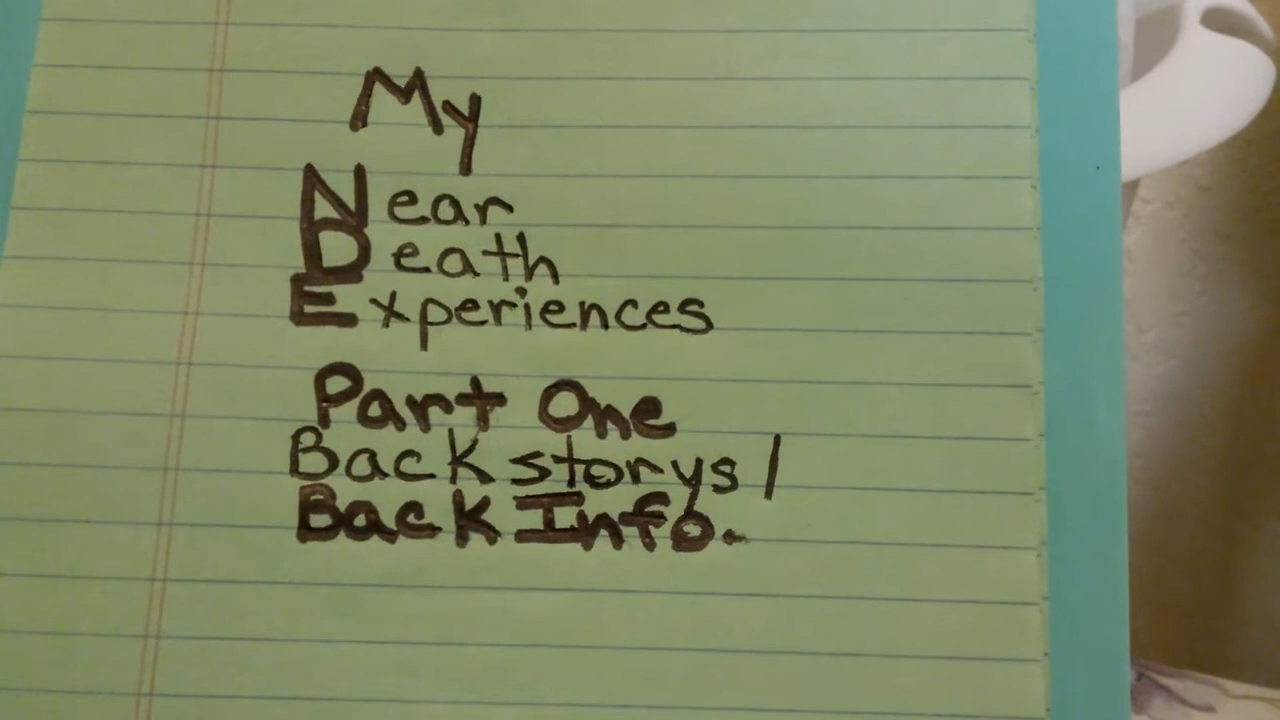 My
Near
Death
Experiences
Part One
Backstorys/
Back Info.